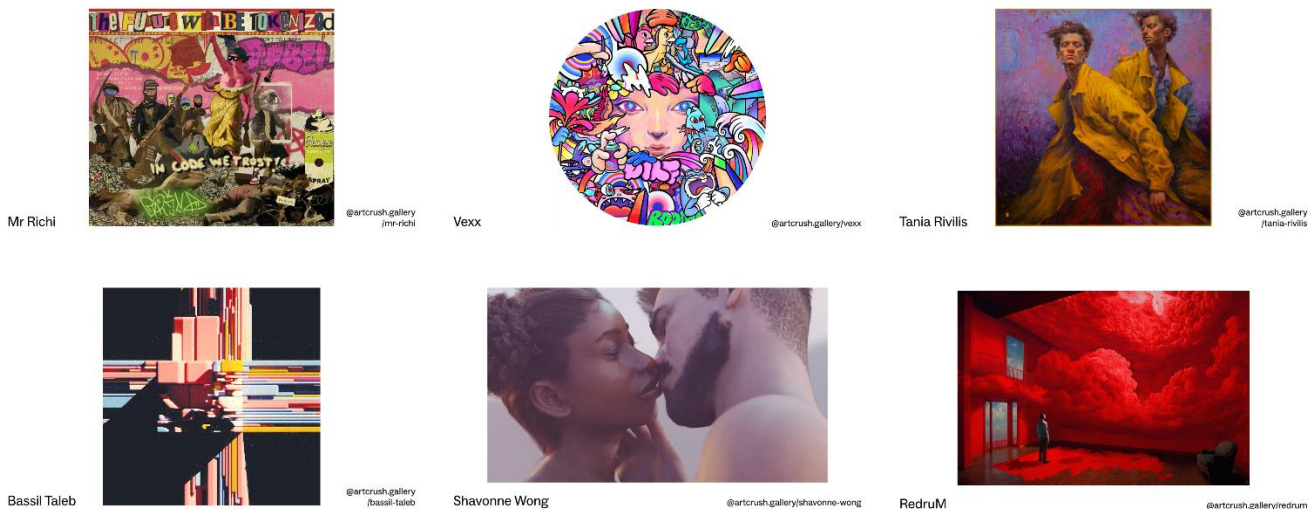 The FUTURE Will BE TOKENIZED
IN CODE WE TRUST
SPRAY
Mr Richi
@artcrush.gallery
/mr-richi
VIBE
Vexx
@artcrush.gallery/vexx
Tania Rivilis
@artcrush.gallery
/tania-rivilis
Bassil Taleb
@artcrush.gallery
/bassil-taleb
Shavonne Wong
@artcrush.gallery/shavonne-wong
RedruM
@artcrush.gallery/redrum